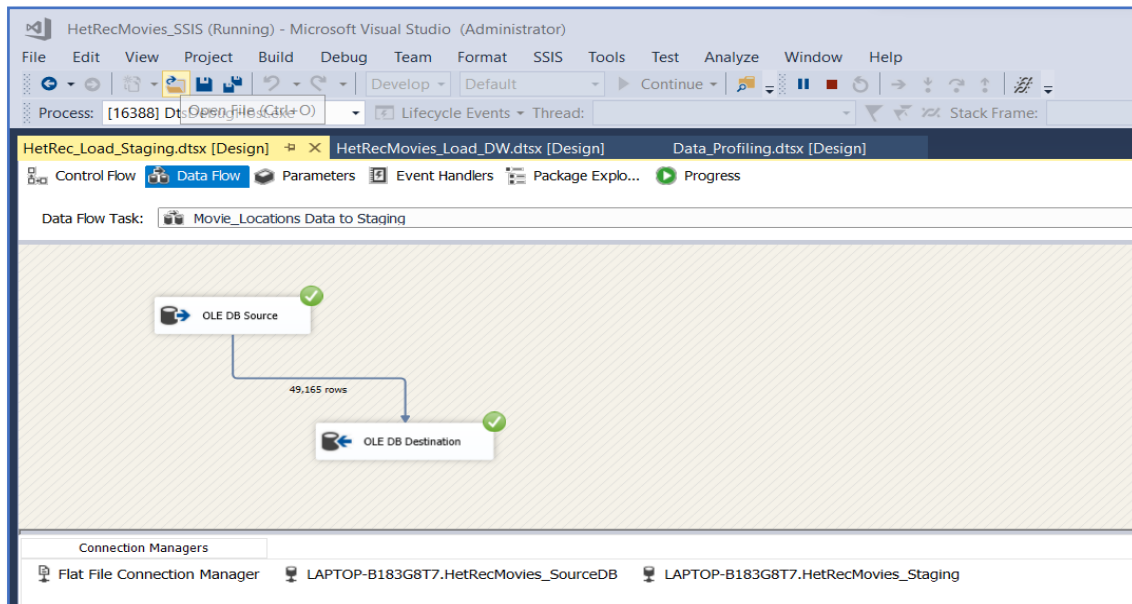 HetRecMovies_SSIS (Running) - Microsoft Visual Studio (Administrator)
File Edit View Project Build Debug Team Format SSIS Tools Test Analyze Window Help
Develop Default Continue
Open File (Ctrl+O)
Process: [16388] Dts Lifecycle Events Thread: Stack Frame:
HetRec_Load_Staging.dtsx [Design] HetRecMovies_Load_DW.dtsx [Design] Data_Profiling.dtsx [Design]
Control Flow Data Flow Parameters Event Handlers Package Explo... Progress
Data Flow Task: Movie_Locations Data to Staging
OLE DB Source
49,165 rows
OLE DB Destination
Connection Managers
Flat File Connection Manager LAPTOP-B183G8T7.HetRecMovies_SourceDB LAPTOP-B183G8T7.HetRecMovies_Staging